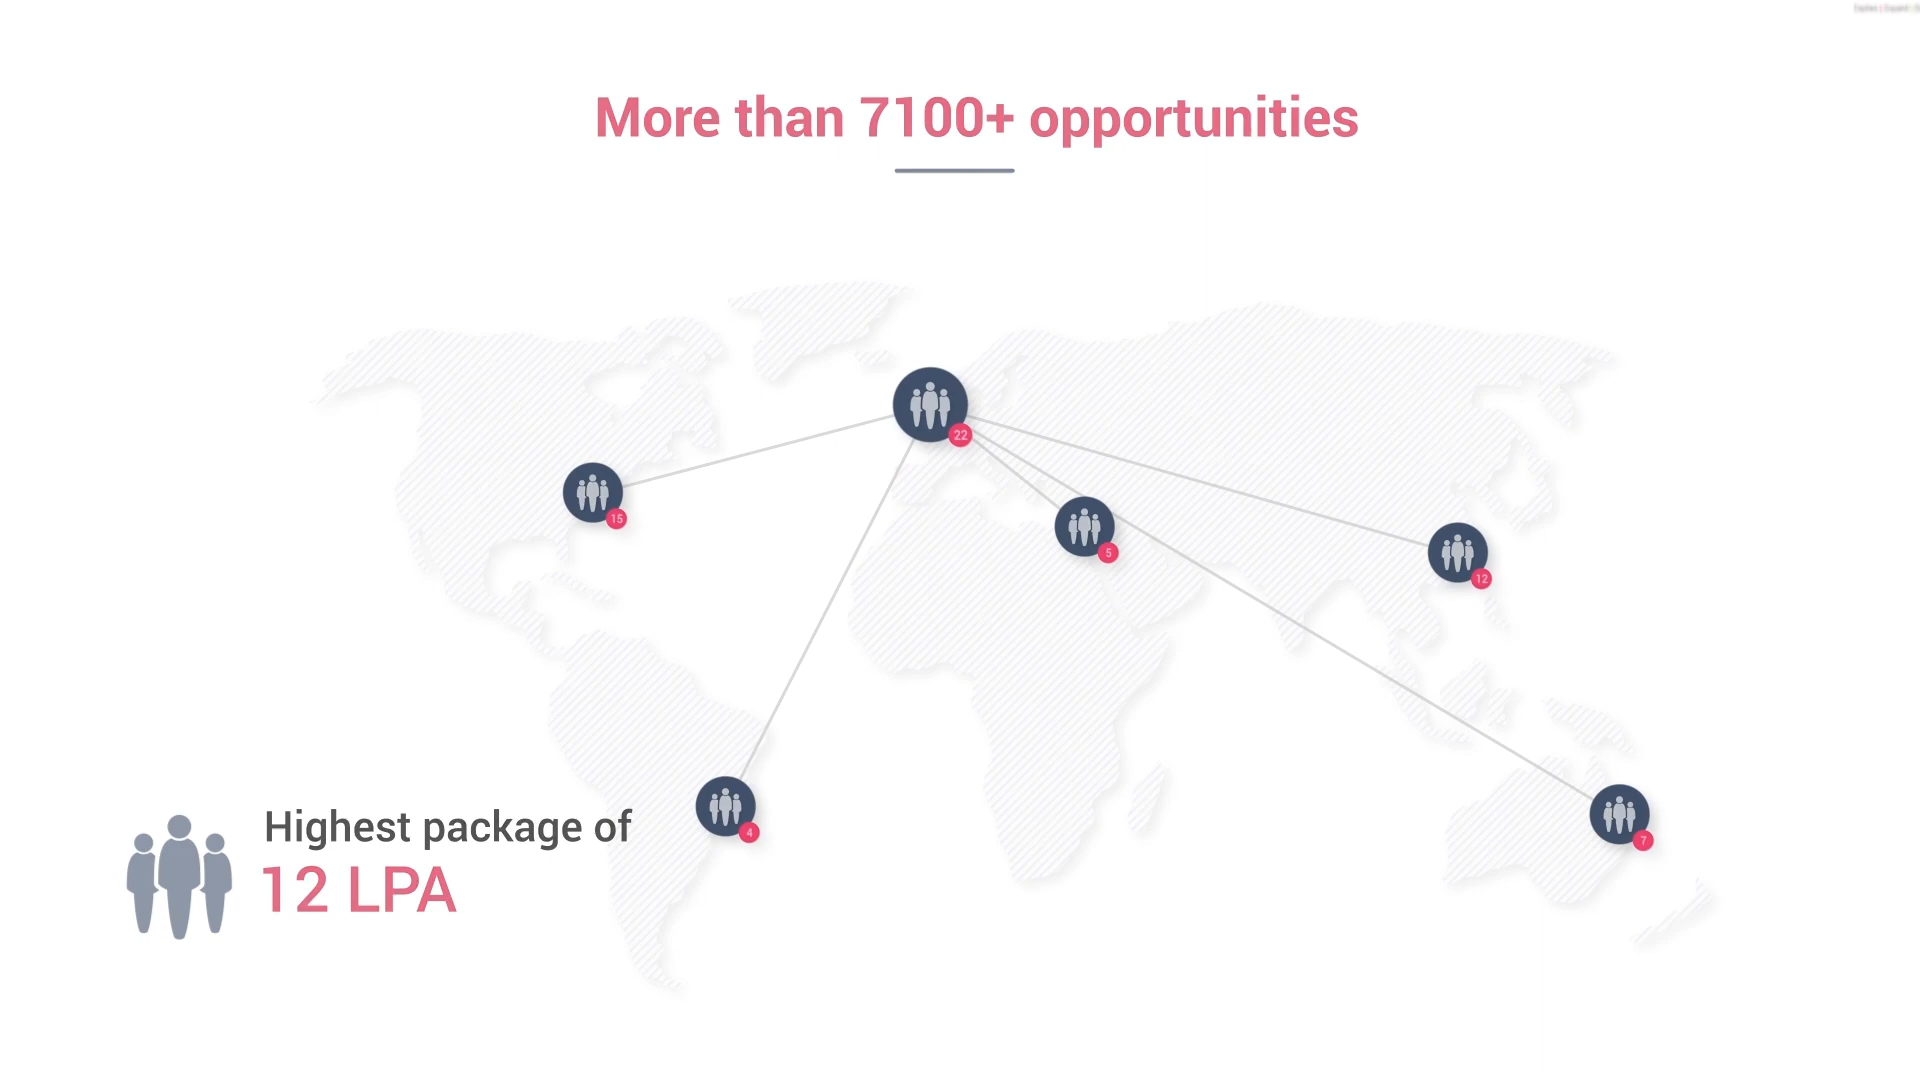 More than 7100+ opportunities
22
15
5
12
4
7
Highest package of
12 LPA